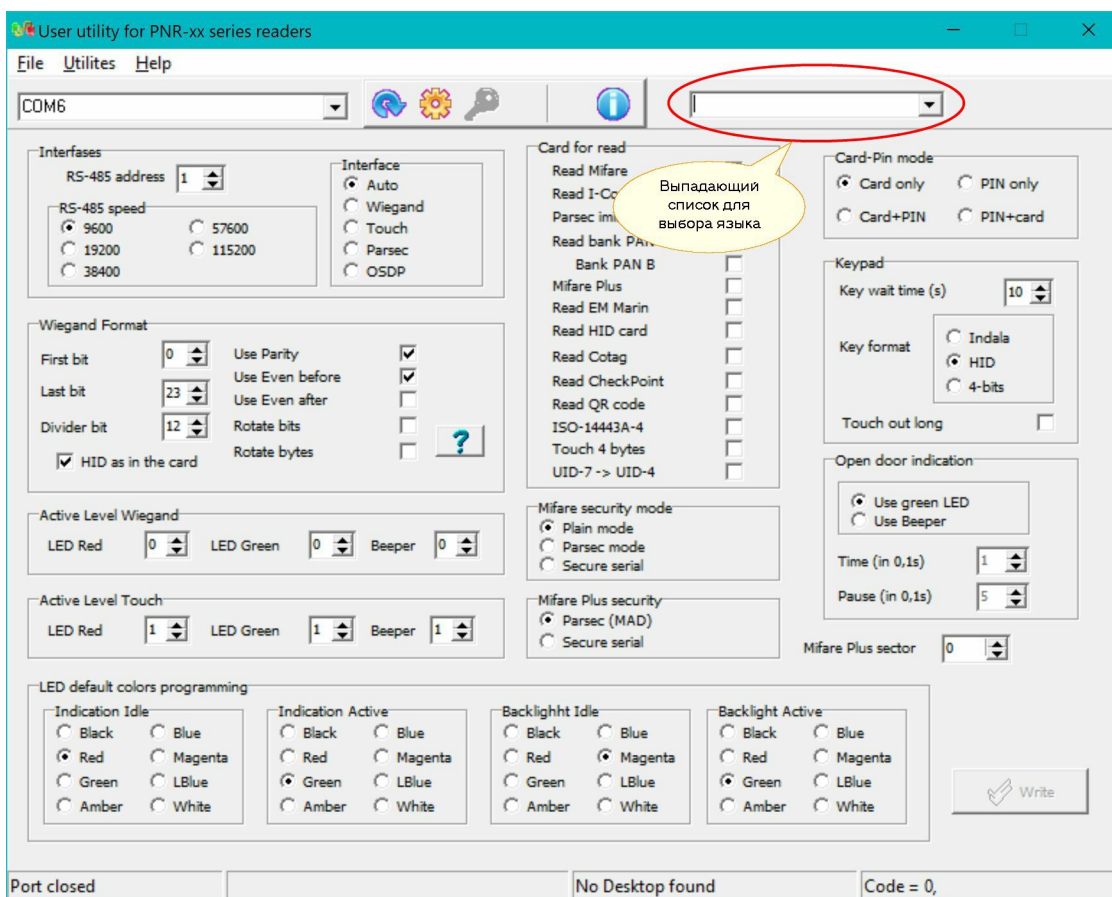 User utility for PNR-xx series readers
File Utilites Help
COM6
Выпадающий
список для
выбора языка
Interfases
RS-485 address 1
RS-485 speed
9600 57600
19200 115200
38400
Interface
Auto
Wiegand
Touch
Parsec
OSDP
Wiegand Format
First bit 0
Last bit 23
Divider bit 12
HID as in the card
Use Parity
Use Even before
Use Even after
Rotate bits
Rotate bytes
?
Active Level Wiegand
LED Red 0 LED Green 0 Beeper 0
Active Level Touch
LED Red 1 LED Green 1 Beeper 1
Card for read
Read Mifare
Read
Parsec
Read bank
Bank PAN B
Mifare Plus
Read EM Marin
Read HID card
Read Cotag
Read CheckPoint
Read QR code
ISO-14443A-4
Touch 4 bytes
UID-7 -> UID-4
Mifare security mode
Plain mode
Parsec mode
Secure serial
Mifare Plus security
Parsec (MAD)
Secure serial
Card-Pin mode
Card only PIN only
Card+PIN PIN+card
Keypad
Key wait time (s) 10
Key format
Indala
HID
4-bits
Touch out long
Open door indication
Use green LED
Use Beeper
Time (in 0,1s) 1
Pause (in 0,1s) 5
Mifare Plus sector 0
LED default colors programming
Indication Idle
Black Blue
Red Magenta
Green LBlue
Amber White
Indication Active
Black Blue
Red Magenta
Green LBlue
Amber White
Backlighht Idle
Black Blue
Red Magenta
Green LBlue
Amber White
Backlight Active
Black Blue
Red Magenta
Green LBlue
Amber White
Write
Port closed
No Desktop found
Code = 0,